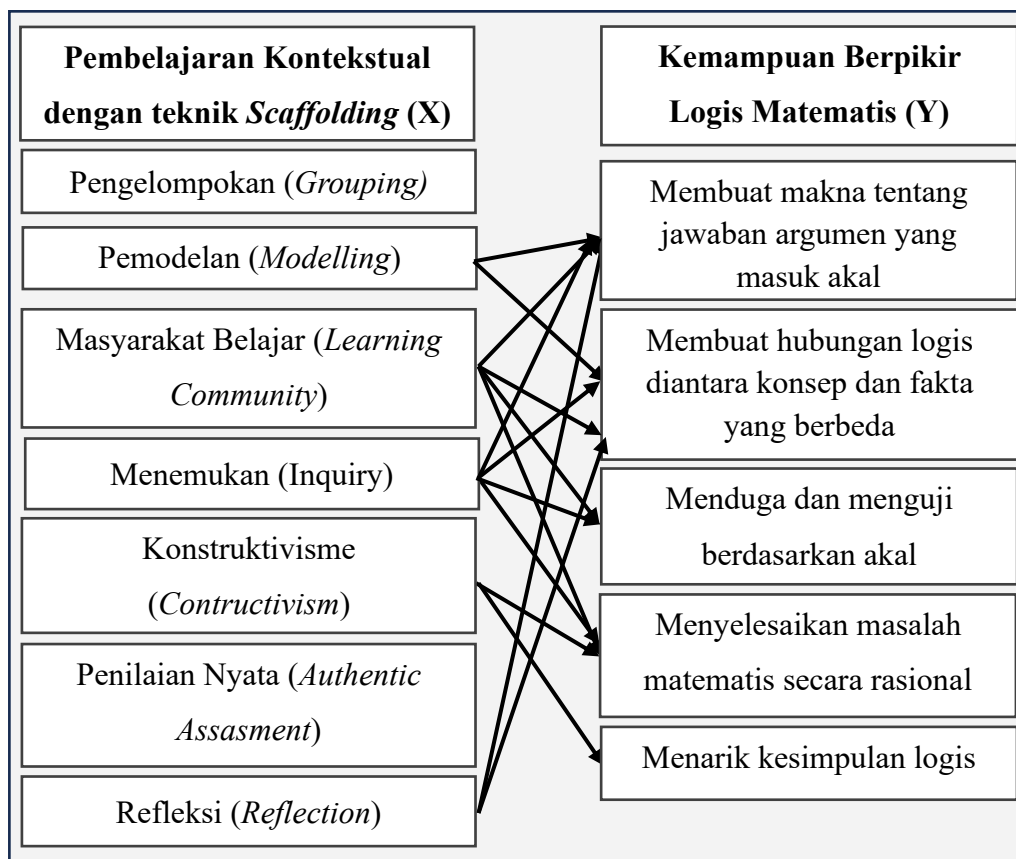 Pembelajaran Kontekstual
dengan teknik Scaffolding (X)
Pengelompokan (Grouping)
Pemodelan (Modelling)
Masyarakat Belajar (Learning
Community)
Menemukan (Inquiry)
Konstruktivisme
(Contructivism)
Penilaian Nyata (Authentic
Assasment)
Refleksi (Reflection)
Kemampuan Berpikir
Logis Matematis (Y)
Membuat makna tentang
jawaban argumen yang
masuk akal
Membuat hubungan logis
diantara konsep dan fakta
yang berbeda
Menduga dan menguji
berdasarkan akal
Menyelesaikan masalah
matematis secara rasional
Menarik kesimpulan logis